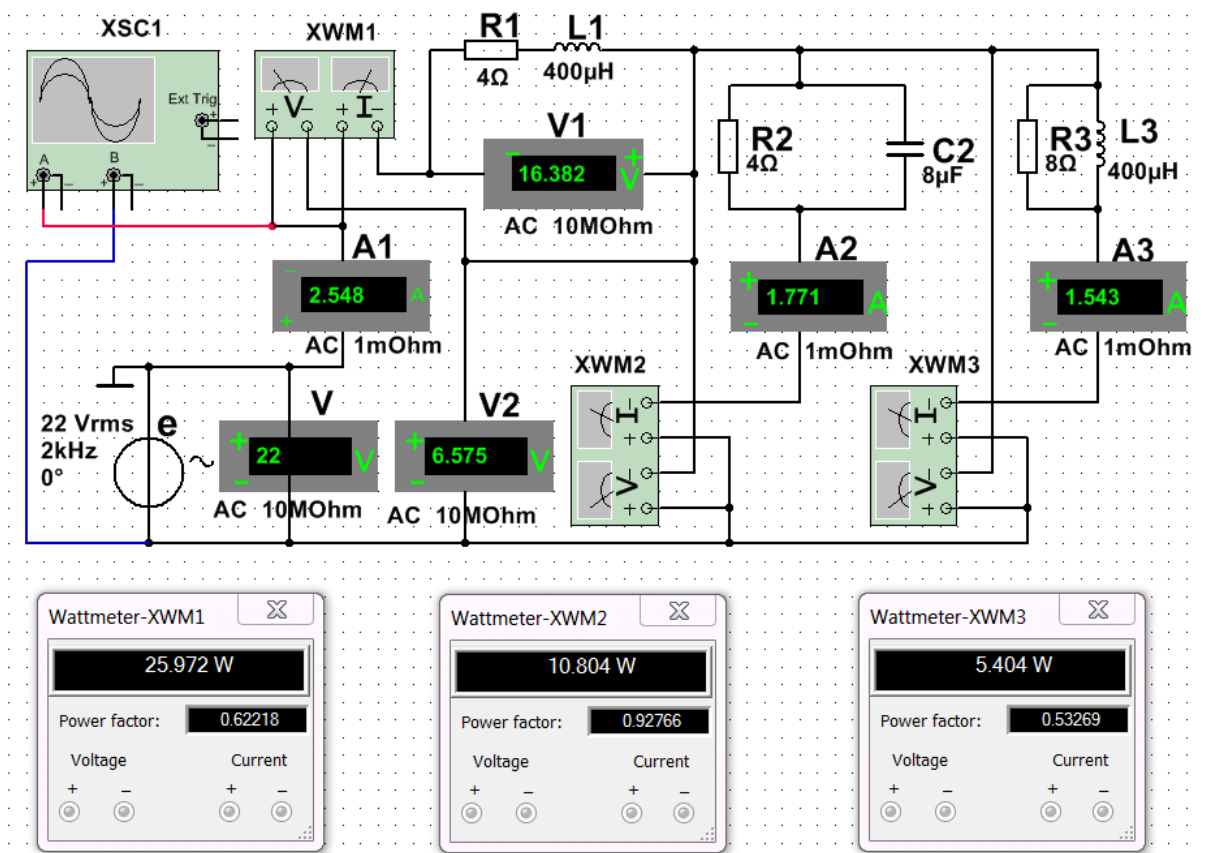 XSC1
Ext Trig
+
−
A
B
+ −
+ −
XWM1
V I
+ − + −
R1
4Ω
L1
400µH
V1
−
+
16.382
V
AC 10MOhm
R2
4Ω
C2
8µF
R3
8Ω
L3
400µH
A1
−
2.548
A
+
AC 1mOhm
A2
+
1.771
A
−
AC 1mOhm
A3
+
1.543
A
−
AC 1mOhm
22 Vrms
2kHz
0°
e
V
+
22
V
−
AC 10MOhm
V2
+
6.575
V
−
AC 10MOhm
XWM2
I
−
+
V
−
+
XWM3
I
−
+
V
−
+
Wattmeter-XWM1
X
25.972 W
Power factor: 0.62218
Voltage Current
+ − + −
Wattmeter-XWM2
X
10.804 W
Power factor: 0.92766
Voltage Current
+ − + −
Wattmeter-XWM3
X
5.404 W
Power factor: 0.53269
Voltage Current
+ − + −